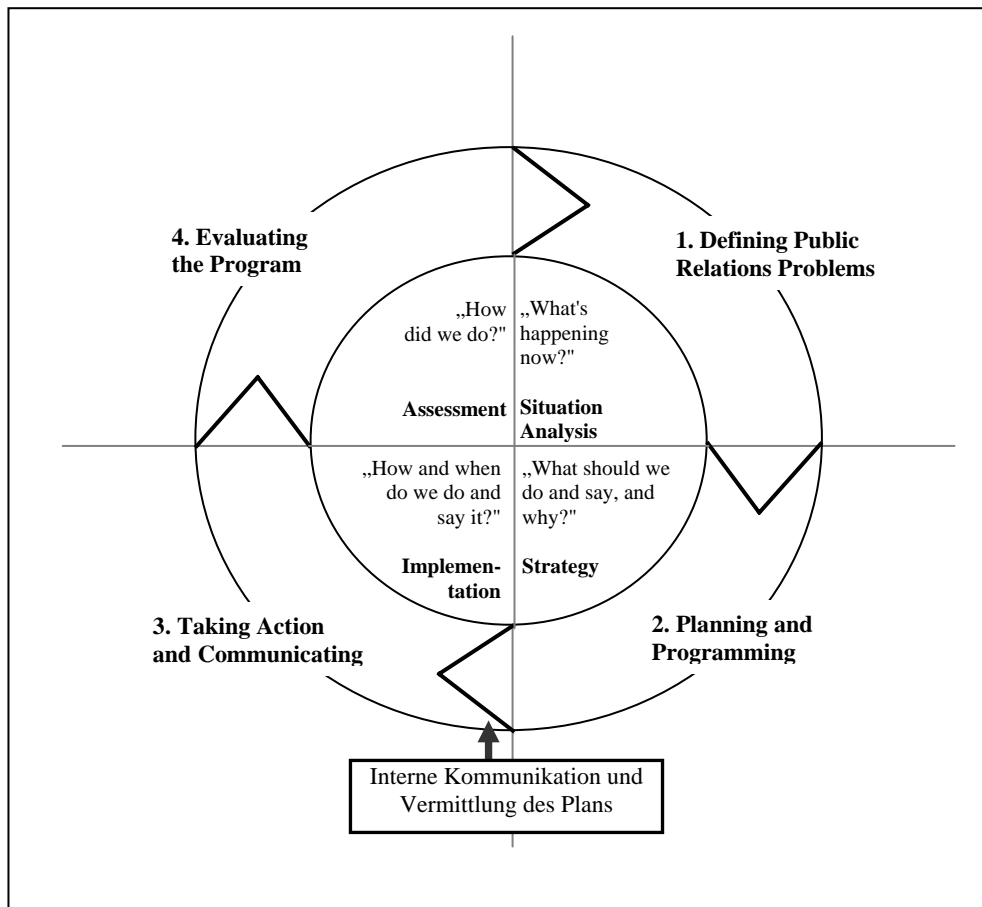 4. Evaluating
the Program
1. Defining Public
Relations Problems
„How
did we do?"
„What's
happening
now?"
Assessment
Situation
Analysis
„How and when
do we do and
say it?"
„What should we
do and say, and
why?"
Implemen-
tation
Strategy
3. Taking Action
and Communicating
2. Planning and
Programming
Interne Kommunikation und
Vermittlung des Plans